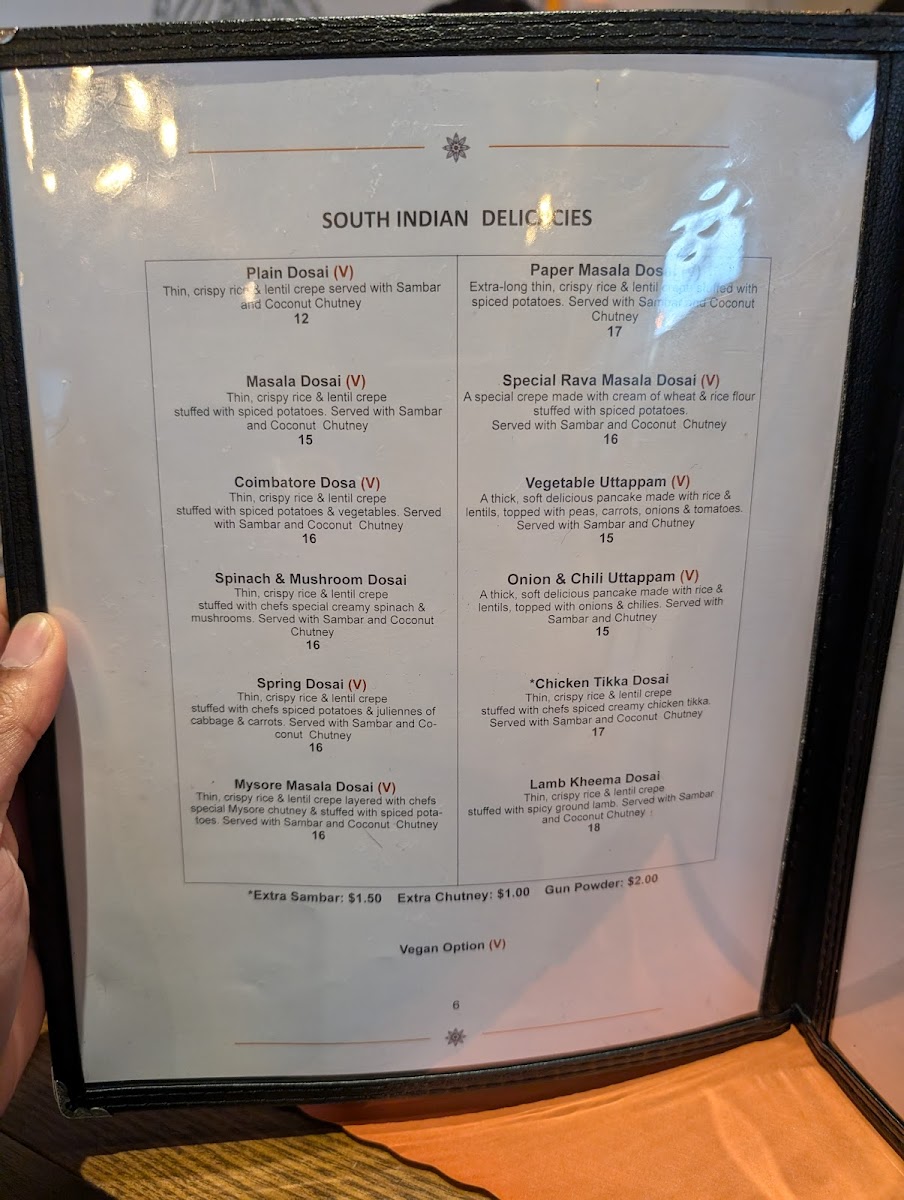 SOUTH INDIAN DELICACIES
Plain Dosai (V)
Thin, crispy rice & lentil crepe served with Sambar
and Coconut Chutney
12
Masala Dosai (V)
Thin, crispy rice & lentil crepe
stuffed with spiced potatoes. Served with Sambar
and Coconut Chutney
15
Coimbatore Dosa (V)
Thin, crispy rice & lentil crepe
stuffed with spiced potatoes & vegetables. Served
with Sambar and Coconut Chutney
16
Spinach & Mushroom Dosai
Thin, crispy rice & lentil crepe
stuffed with chefs special creamy spinach &
mushrooms. Served with Sambar and Coconut
Chutney
16
Spring Dosai (V)
Thin, crispy rice & lentil crepe
stuffed with chefs spiced potatoes & juliennes of
cabbage & carrots. Served with Sambar and Co-
conut Chutney
16
Mysore Masala Dosai (V)
Thin, crispy rice & lentil crepe layered with chefs
special Mysore chutney & stuffed with spiced pota-
toes. Served with Sambar and Coconut Chutney
16
Paper Masala Dosai
Extra-long thin, crispy rice & lentil crepe stuffed with
spiced potatoes. Served with Sambar and Coconut
Chutney
17
Special Rava Masala Dosai (V)
A special crepe made with cream of wheat & rice flour
stuffed with spiced potatoes.
Served with Sambar and Coconut Chutney
16
Vegetable Uttappam (V)
A thick, soft delicious pancake made with rice &
lentils, topped with peas, carrots, onions & tomatoes.
Served with Sambar and Chutney
15
Onion & Chili Uttappam (V)
A thick, soft delicious pancake made with rice &
lentils, topped with onions & chilies. Served with
Sambar and Chutney
15
*Chicken Tikka Dosai
Thin, crispy rice & lentil crepe
stuffed with chefs spiced creamy chicken tikka.
Served with Sambar and Coconut Chutney
17
Lamb Kheema Dosai
Thin, crispy rice & lentil crepe
stuffed with spicy ground lamb. Served with Sambar
and Coconut Chutney
18
*Extra Sambar: $1.50 Extra Chutney: $1.00 Gun Powder: $2.00
Vegan Option (V)
6